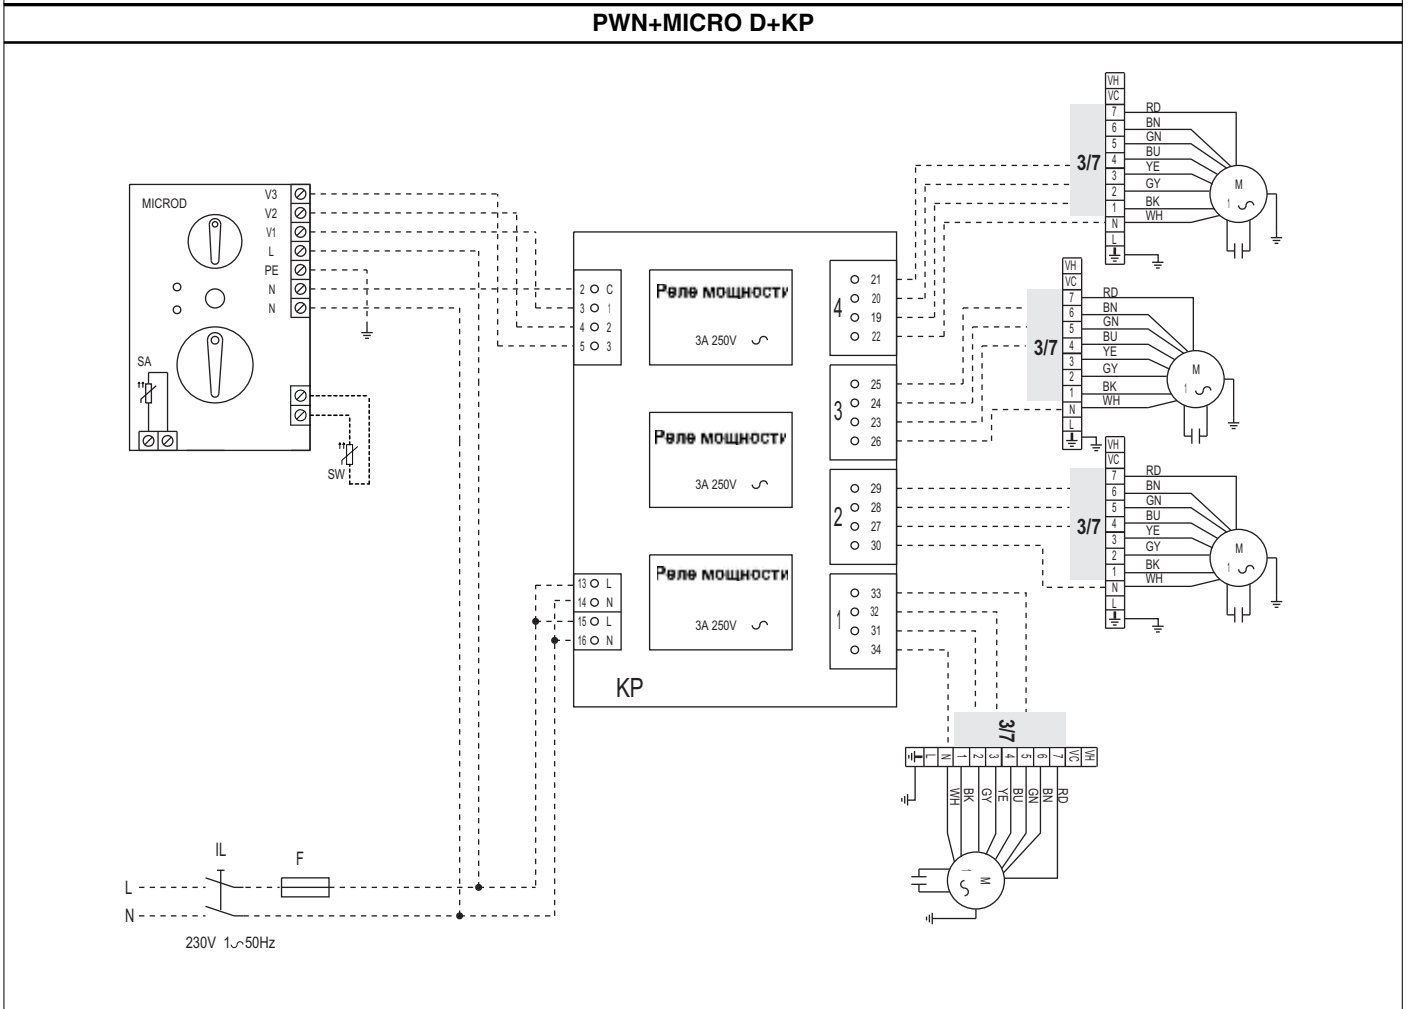 PWN+MICRO D+KP
MICROD
V3
V2
V1
L
PE
N
N
SA
SW
2 C
3 1
4 2
5 3
Реле мощности
3A 250V
Реле мощности
3A 250V
Реле мощности
3A 250V
13 L
14 N
15 L
16 N
KP
4
21
20
19
22
3
25
24
23
26
2
29
28
27
30
1
33
32
31
34
3/7
VH
VC
7
6
5
4
3
2
1
N
L
RD
BN
GN
BU
YE
GY
BK
WH
M
1
3/7
VH
VC
7
6
5
4
3
2
1
N
L
RD
BN
GN
BU
YE
GY
BK
WH
M
1
3/7
VH
VC
7
6
5
4
3
2
1
N
L
RD
BN
GN
BU
YE
GY
BK
WH
M
1
3/7
L N 1 2 3 4 5 6 7 VC VH
WH BK GY YE BU GN BN RD
M
1
IL
F
L
N
230V 1 50Hz